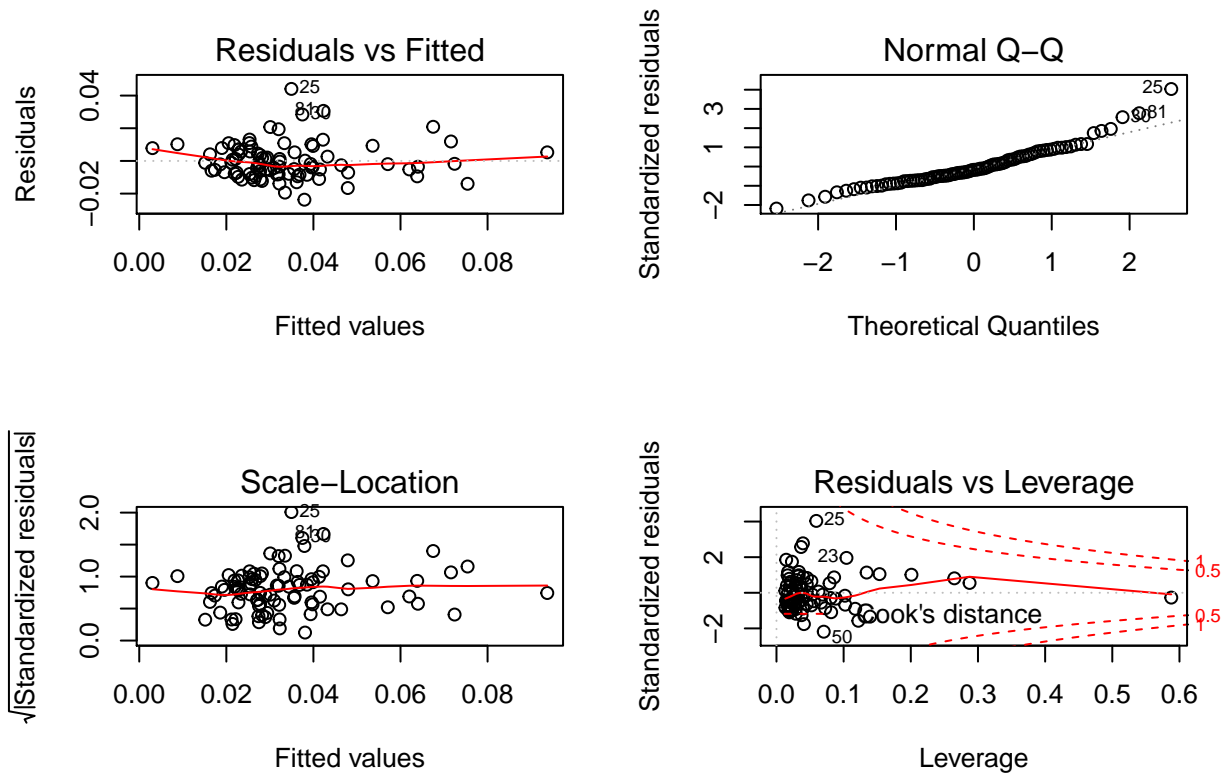 Residuals vs Fitted
Residuals
0.04
−0.02
25
81
30
0.00 0.02 0.04 0.06 0.08
Fitted values
Normal Q−Q
Standardized residuals
3
1
−2
25
30
81
−2 −1 0 1 2
Theoretical Quantiles
Scale−Location
√|Standardized residuals|
2.0
1.0
0.0
25
81
30
0.00 0.02 0.04 0.06 0.08
Fitted values
Residuals vs Leverage
Standardized residuals
2
0
−2
25
23
50
Cook's distance
1
0.5
0.5
1
0.0 0.1 0.2 0.3 0.4 0.5 0.6
Leverage